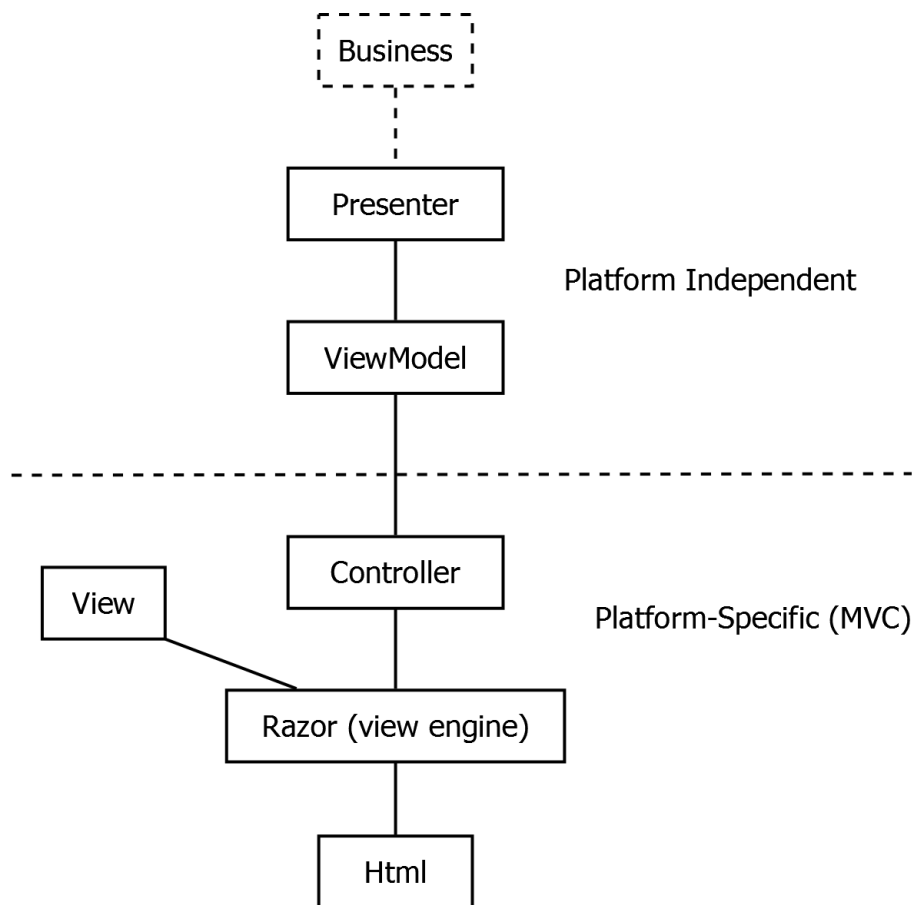 Business
Presenter
Platform Independent
ViewModel
Controller
View
Platform-Specific (MVC)
Razor (view engine)
Html